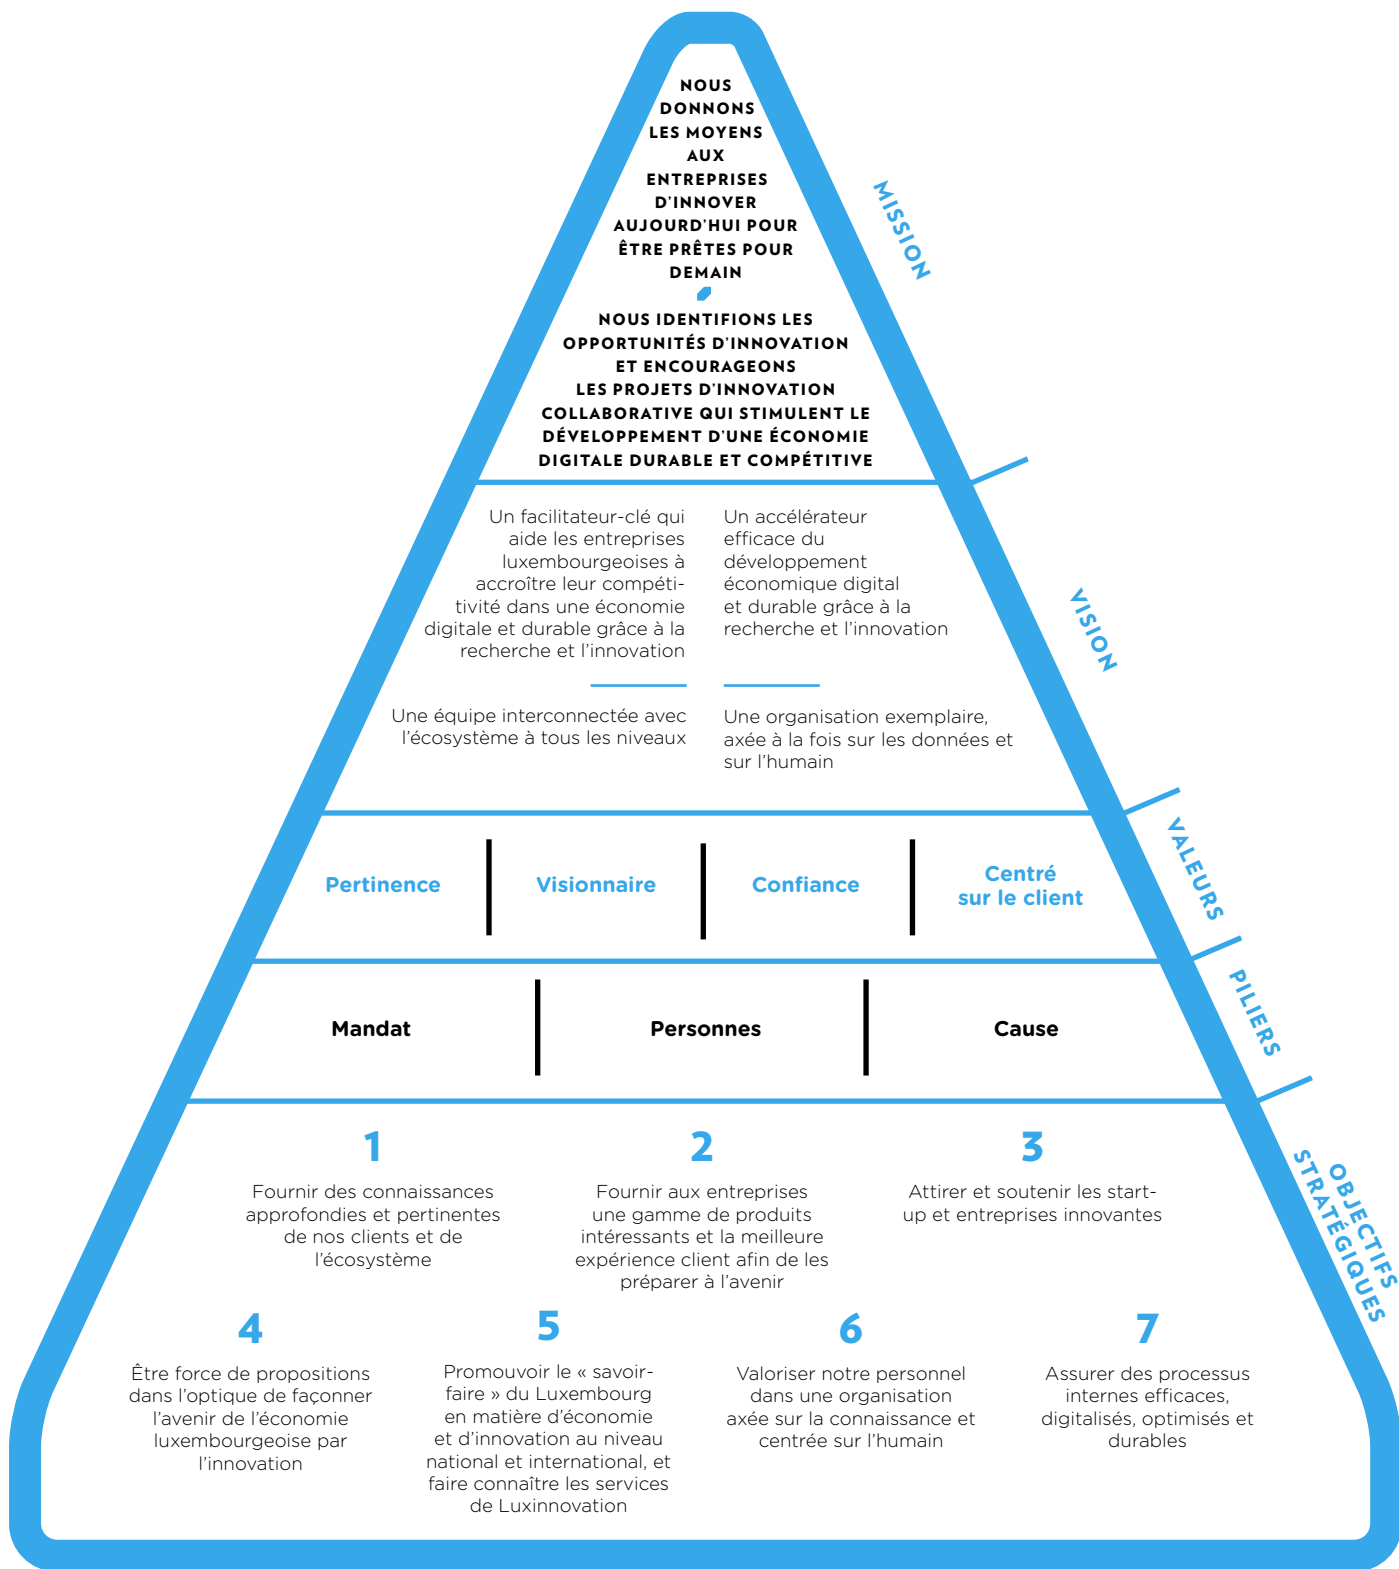 NOUS
DONNONS
LES MOYENS
AUX
ENTREPRISES
D'INNOVER
AUJOURD'HUI POUR
ÊTRE PRÊTES POUR
DEMAIN
NOUS IDENTIFIONS LES
OPPORTUNITÉS D'INNOVATION
ET ENCOURAGEONS
LES PROJETS D'INNOVATION
COLLABORATIVE QUI STIMULENT LE
DÉVELOPPEMENT D'UNE ÉCONOMIE
DIGITALE DURABLE ET COMPÉTITIVE
MISSION
Un facilitateur-clé qui
aide les entreprises
luxembourgeoises à
accroître leur compéti-
tivité dans une économie
digitale et durable grâce à la
recherche et l'innovation
Un accélérateur
efficace du
développement
économique digital
et durable grâce à la
recherche et l'innovation
Une équipe interconnectée avec
l'écosystème à tous les niveaux
Une organisation exemplaire,
axée à la fois sur les données et
sur l'humain
VISION
Pertinence
Visionnaire
Confiance
Centré
sur le client
VALEURS
Mandat
Personnes
Cause
PILIERS
1
Fournir des connaissances
approfondies et pertinentes
de nos clients et de
l'écosystème
2
Fournir aux entreprises
une gamme de produits
intéressants et la meilleure
expérience client afin de les
préparer à l'avenir
3
Attirer et soutenir les start-
up et entreprises innovantes
OBJECTIFS
STRATÉGIQUES
4
Être force de propositions
dans l'optique de façonner
l'avenir de l'économie
luxembourgeoise par
l'innovation
5
Promouvoir le « savoir-
faire » du Luxembourg
en matière d'économie
et d'innovation au niveau
national et international, et
faire connaître les services
de Luxinnovation
6
Valoriser notre personnel
dans une organisation
axée sur la connaissance et
centrée sur l'humain
7
Assurer des processus
internes efficaces,
digitalisés, optimisés et
durables